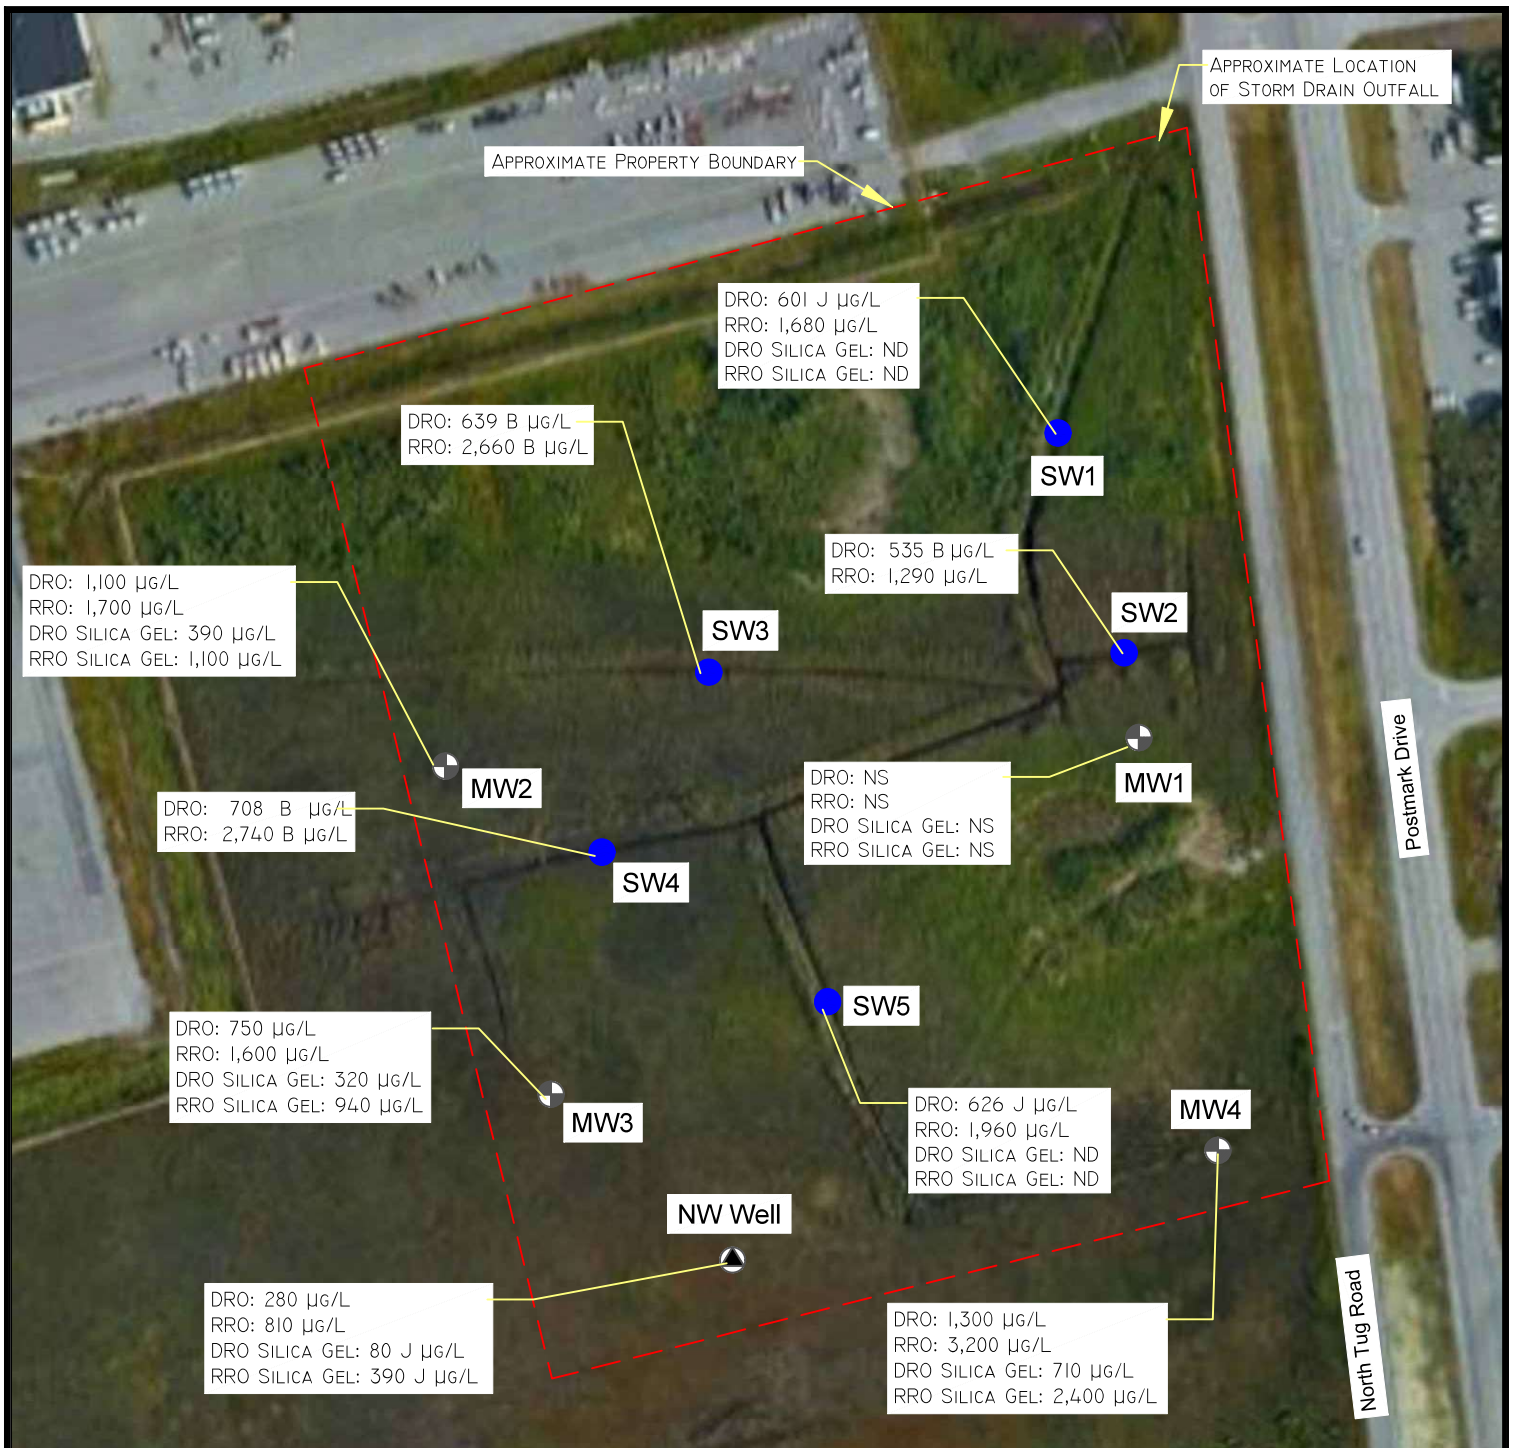 APPROXIMATE LOCATION
OF STORM DRAIN OUTFALL
APPROXIMATE PROPERTY BOUNDARY
DRO: 601 J µG/L
RRO: 1,680 µG/L
DRO SILICA GEL: ND
RRO SILICA GEL: ND
SW1
DRO: 639 B µG/L
RRO: 2,660 B µG/L
SW3
DRO: 535 B µG/L
RRO: 1,290 µG/L
SW2
DRO: 1,100 µG/L
RRO: 1,700 µG/L
DRO SILICA GEL: 390 µG/L
RRO SILICA GEL: 1,100 µG/L
MW2
DRO: NS
RRO: NS
DRO SILICA GEL: NS
RRO SILICA GEL: NS
MW1
Postmark Drive
DRO: 708 B µG/L
RRO: 2,740 B µG/L
SW4
SW5
DRO: 750 µG/L
RRO: 1,600 µG/L
DRO SILICA GEL: 320 µG/L
RRO SILICA GEL: 940 µG/L
MW3
DRO: 626 J µG/L
RRO: 1,960 µG/L
DRO SILICA GEL: ND
RRO SILICA GEL: ND
MW4
NW Well
DRO: 280 µG/L
RRO: 810 µG/L
DRO SILICA GEL: 80 J µG/L
RRO SILICA GEL: 390 J µG/L
DRO: 1,300 µG/L
RRO: 3,200 µG/L
DRO SILICA GEL: 710 µG/L
RRO SILICA GEL: 2,400 µG/L
North Tug Road